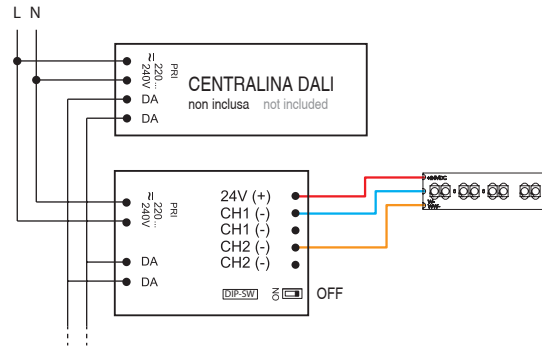 L N
≈ 220... 240V PRI
DA
DA
CENTRALINA DALI
non inclusa not included
≈ 220... 240V PRI
DA
DA
24V (+)
CH1 (-)
CH1 (-)
CH2 (-)
CH2 (-)
DIP-SW ON OFF
+24VDC